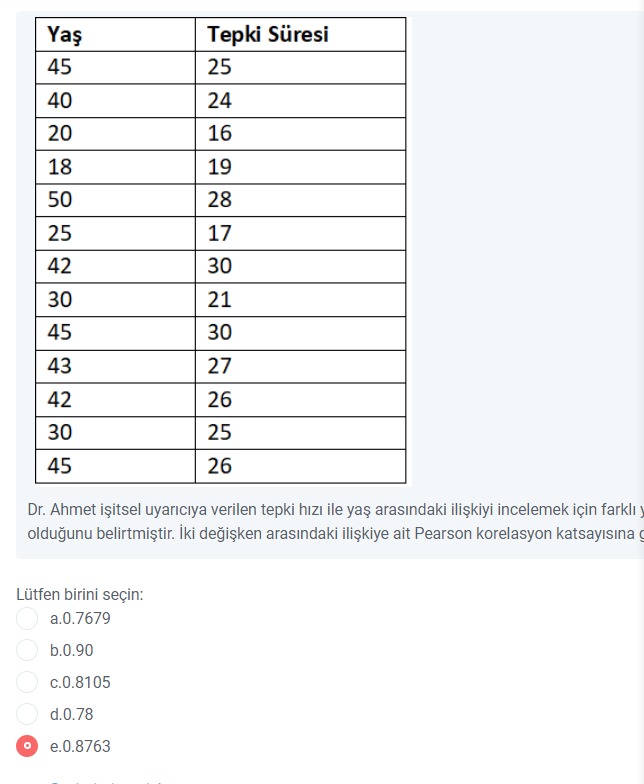 Yaş Tepki Süresi
45 25
40 24
20 16
18 19
50 28
25 17
42 30
30 21
45 30
43 27
42 26
30 25
45 26
Dr. Ahmet işitsel uyarıcıya verilen tepki hızı ile yaş arasındaki ilişkiyi incelemek için farklı
olduğunu belirtmiştir. İki değişken arasındaki ilişkiye ait Pearson korelasyon katsayısına
Lütfen birini seçin:
a.0.7679
b.0.90
c.0.8105
d.0.78
e.0.8763